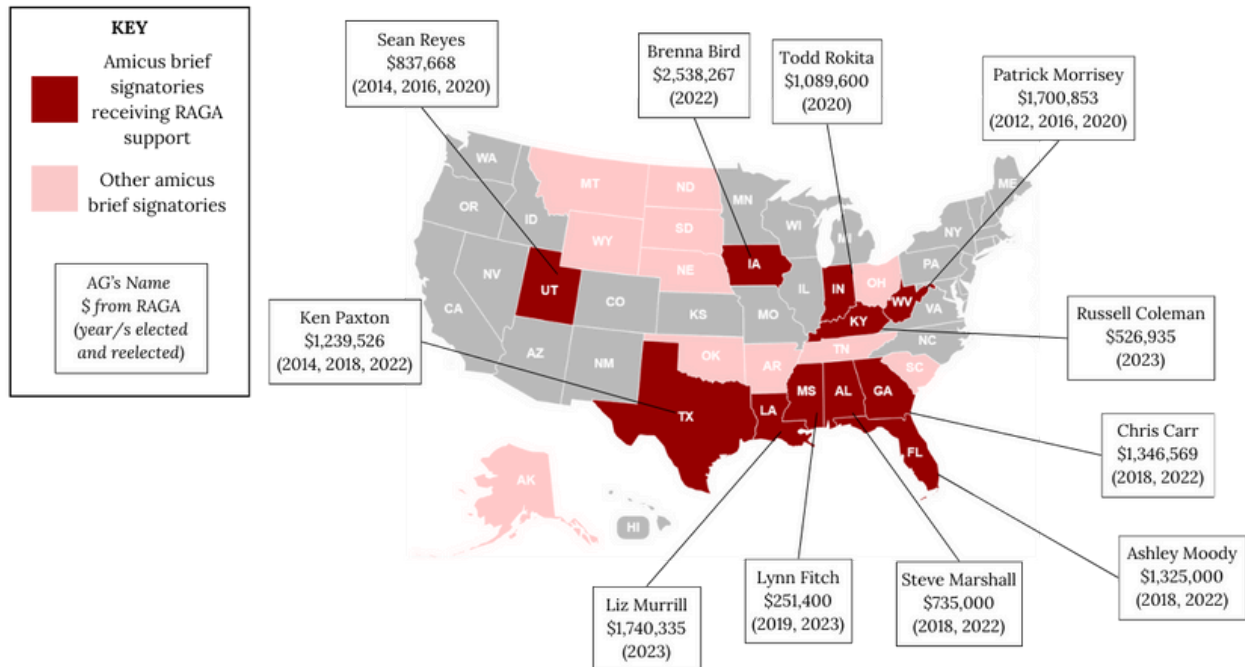 KEY
Amicus brief
signatories
receiving RAGA
support
Other amicus
brief signatories
AG's Name
$ from RAGA
(year/s elected
and reelected)
Sean Reyes
$837,668
(2014, 2016, 2020)
Brenna Bird
$2,538,267
(2022)
Todd Rokita
$1,089,600
(2020)
Patrick Morrisey
$1,700,853
(2012, 2016, 2020)
Ken Paxton
$1,239,526
(2014, 2018, 2022)
Russell Coleman
$526,935
(2023)
Chris Carr
$1,346,569
(2018, 2022)
Ashley Moody
$1,325,000
(2018, 2022)
Steve Marshall
$735,000
(2018, 2022)
Lynn Fitch
$251,400
(2019, 2023)
Liz Murrill
$1,740,335
(2023)
WA
MT
ND
MN
ME
OR
ID
WY
SD
WI
MI
NY
NV
UT
NE
IA
IL
IN
OH
PA
CA
CO
KS
MO
KY
WV
VA
AZ
NM
OK
AR
TN
NC
SC
TX
LA
MS
AL
GA
FL
AK
HI